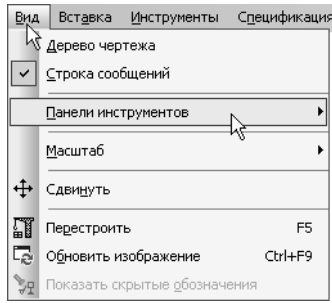 Вид Вставка Инструменты Спецификация
Дерево чертежа
Строка сообщений
Панели инструментов
Масштаб
Сдвинуть
Перестроить F5
Обновить изображение Ctrl+F9
Показать скрытые обозначения